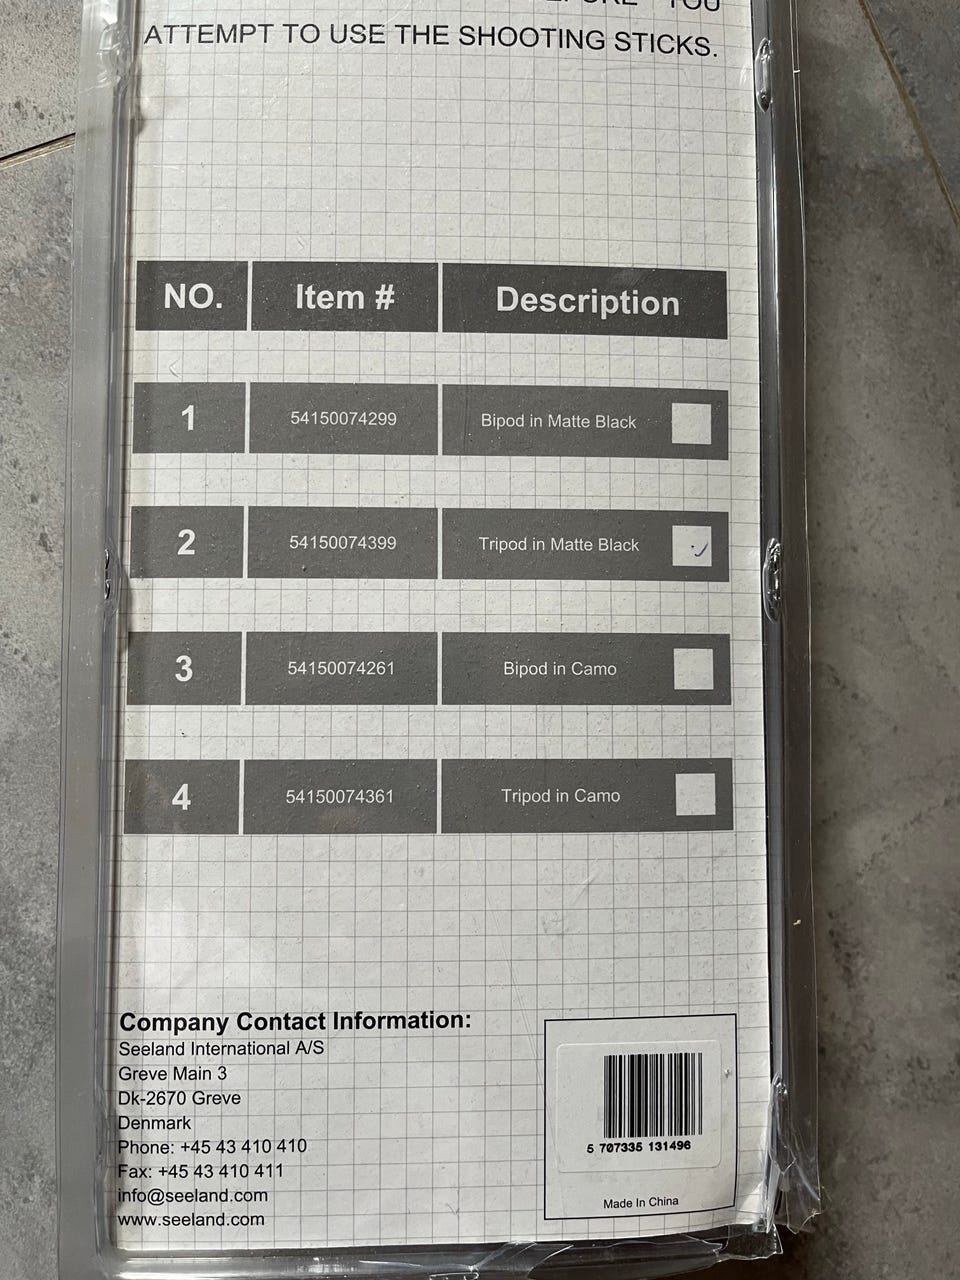 YOU
ATTEMPT TO USE THE SHOOTING STICKS.
NO. Item # Description
1 54150074299 Bipod in Matte Black
2 54150074399 Tripod in Matte Black
3 54150074261 Bipod in Camo
4 54150074361 Tripod in Camo
Company Contact Information:
Seeland International A/S
Greve Main 3
Dk-2670 Greve
Denmark
Phone: +45 43 410 410
Fax: +45 43 410 411
info@seeland.com
www.seeland.com
5 707335 131496
Made In China